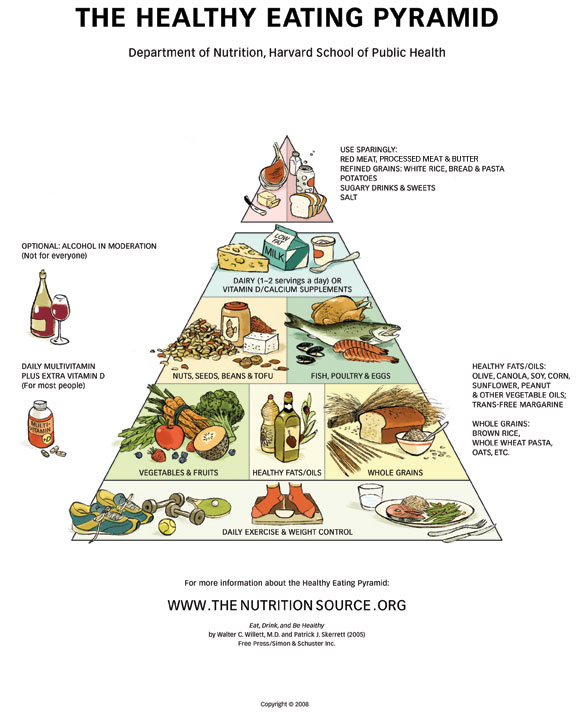 THE HEALTHY EATING PYRAMID
Department of Nutrition, Harvard School of Public Health
USE SPARINGLY:
RED MEAT, PROCESSED MEAT & BUTTER
REFINED GRAINS: WHITE RICE, BREAD & PASTA
POTATOES
SUGARY DRINKS & SWEETS
SALT
OPTIONAL: ALCOHOL IN MODERATION
(Not for everyone)
LOW
FAT
MILK
DAIRY (1–2 servings a day) OR
VITAMIN D/CALCIUM SUPPLEMENTS
NUTS, SEEDS, BEANS & TOFU
FISH, POULTRY & EGGS
DAILY MULTIVITAMIN
PLUS EXTRA VITAMIN D
(For most people)
MULTI-
VITAMIN
+D
HEALTHY FATS/OILS:
OLIVE, CANOLA, SOY, CORN,
SUNFLOWER, PEANUT
& OTHER VEGETABLE OILS;
TRANS-FREE MARGARINE
WHOLE GRAINS:
BROWN RICE,
WHOLE WHEAT PASTA,
OATS, ETC.
VEGETABLES & FRUITS
HEALTHY FATS/OILS
WHOLE GRAINS
DAILY EXERCISE & WEIGHT CONTROL
For more information about the Healthy Eating Pyramid:
WWW.THENUTRITIONSOURCE.ORG
Eat, Drink, and Be Healthy
by Walter C. Willett, M.D. and Patrick J. Skerrett (2005)
Free Press/Simon & Schuster Inc.
Copyright © 2008